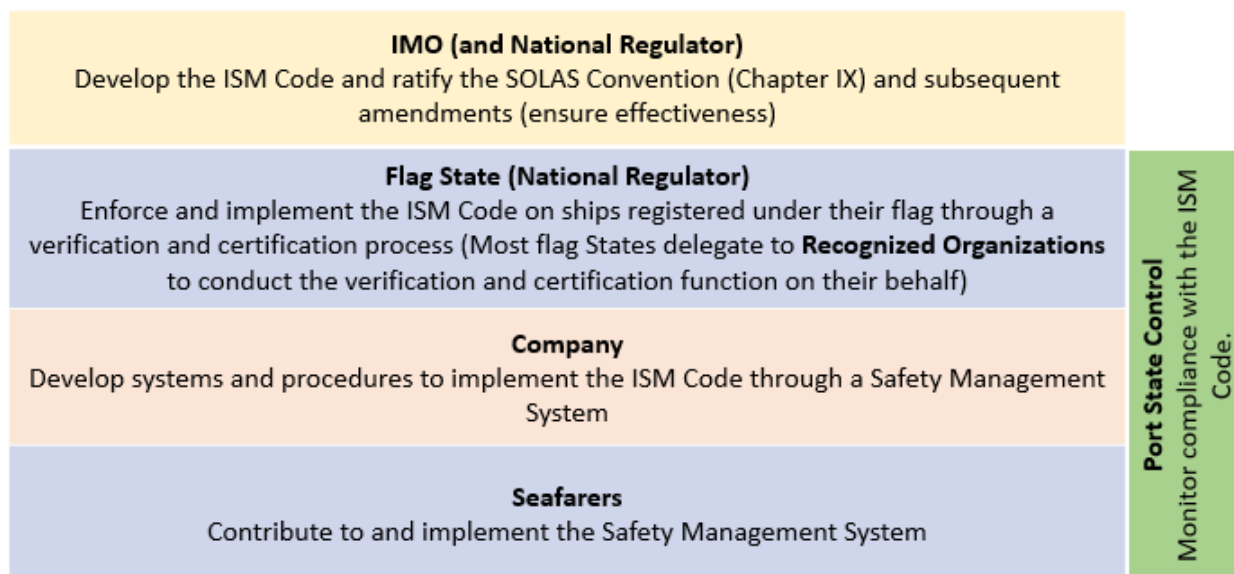 IMO (and National Regulator)
Develop the ISM Code and ratify the SOLAS Convention (Chapter IX) and subsequent
amendments (ensure effectiveness)
Flag State (National Regulator)
Enforce and implement the ISM Code on ships registered under their flag through a
verification and certification process (Most flag States delegate to Recognized Organizations
to conduct the verification and certification function on their behalf)
Company
Develop systems and procedures to implement the ISM Code through a Safety Management
System
Seafarers
Contribute to and implement the Safety Management System
Port State Control
Monitor compliance with the ISM
Code.